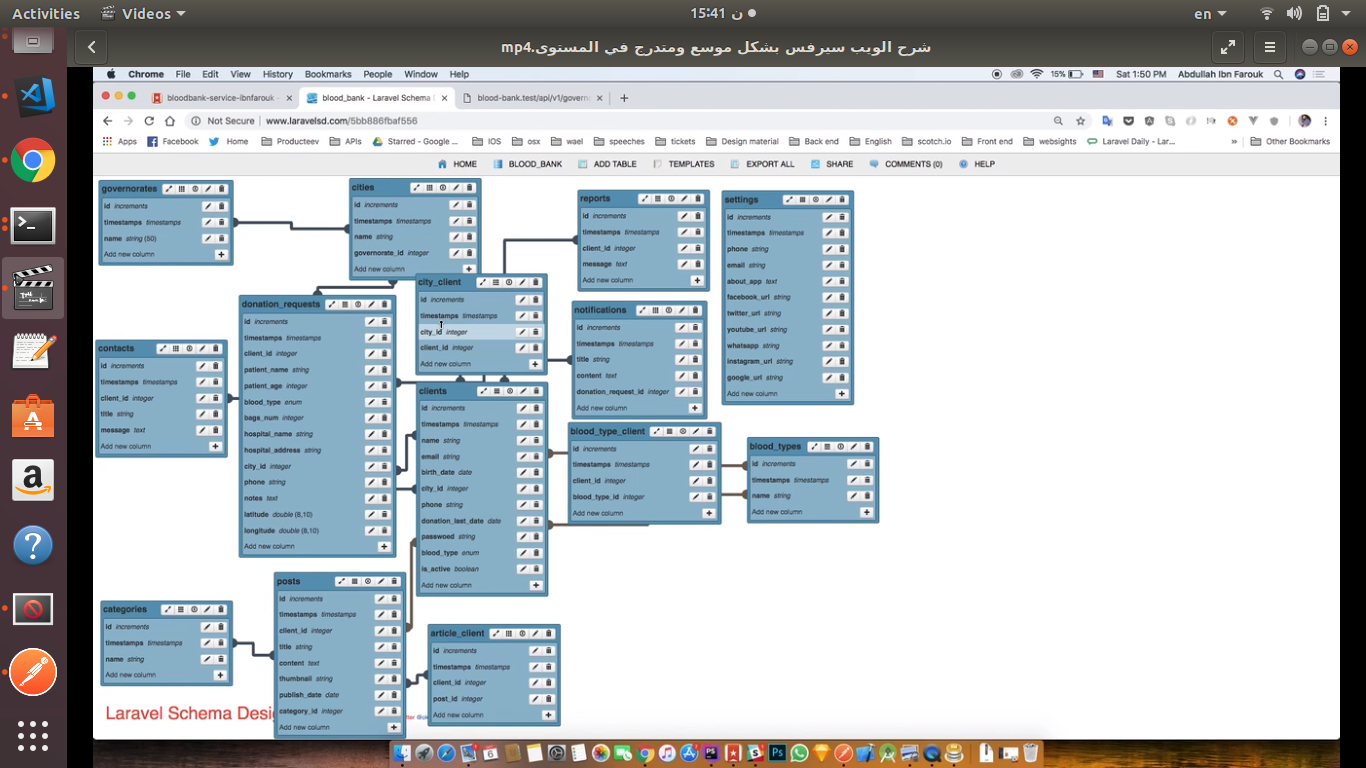 Activities
Videos
ن 15:41
en
شرح الويب سيرفس بشكل موسع ومتدرج في المستوى.mp4
Chrome File Edit View History Bookmarks People Window Help
15% Sat 1:50 PM Abdullah Ibn Farouk
bloodbank-service-ibnfarouk
blood_bank - Laravel Schema
blood-bank.test/api/v1/govern
Not Secure www.laravelsd.com/5bb886fbaf556
Apps Facebook Home Producteev APIs Starred - Google ... IOS osx wael speeches tickets Design material Back end English scotch.io Front end websights Laravel Daily - Lar... » Other Bookmarks
HOME BLOOD_BANK ADD TABLE TEMPLATES EXPORT ALL SHARE COMMENTS (0) HELP
governorates
id increments
timestamps timestamps
name string (50)
Add new column
cities
id increments
timestamps timestamps
name string
governorate_id integer
Add new column
reports
id increments
timestamps timestamps
client_id integer
message text
Add new column
settings
id increments
timestamps timestamps
phone string
email string
about_app text
facebook_url string
twitter_url string
youtube_url string
whatsapp string
instagram_url string
google_url string
Add new column
city_client
id increments
timestamps timestamps
city_id integer
client_id integer
Add new column
donation_requests
id increments
timestamps timestamps
client_id integer
patient_name string
patient_age integer
blood_type enum
bags_num integer
hospital_name string
hospital_address string
city_id integer
phone string
notes text
latitude double (8,10)
longitude double (8,10)
Add new column
notifications
id increments
timestamps timestamps
title string
content text
donation_request_id integer
Add new column
contacts
id increments
timestamps timestamps
client_id integer
title string
message text
Add new column
clients
id increments
timestamps timestamps
name string
email string
birth_date date
city_id integer
phone string
donation_last_date date
passwoed string
blood_type enum
is_active boolean
Add new column
blood_type_client
id increments
timestamps timestamps
client_id integer
blood_type_id integer
Add new column
blood_types
id increments
timestamps timestamps
name string
Add new column
posts
id increments
timestamps timestamps
client_id integer
title string
content text
thumbnail string
publish_date date
category_id integer
Add new column
categories
id increments
timestamps timestamps
name string
Add new column
article_client
id increments
timestamps timestamps
client_id integer
post_id integer
Add new column
Laravel Schema Desi